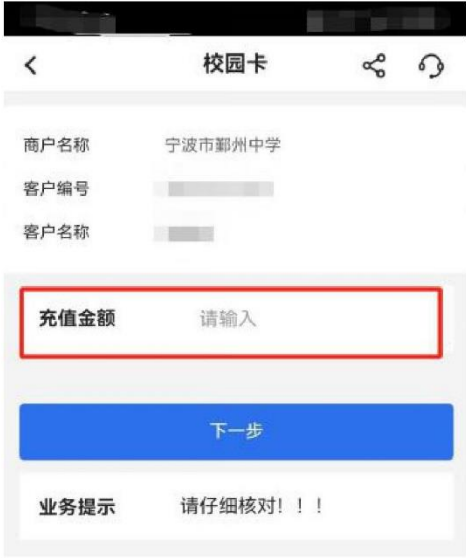 校园卡
商户名称 宁波市鄞州中学
客户编号
客户名称
充值金额 请输入
下一步
业务提示 请仔细核对！！！